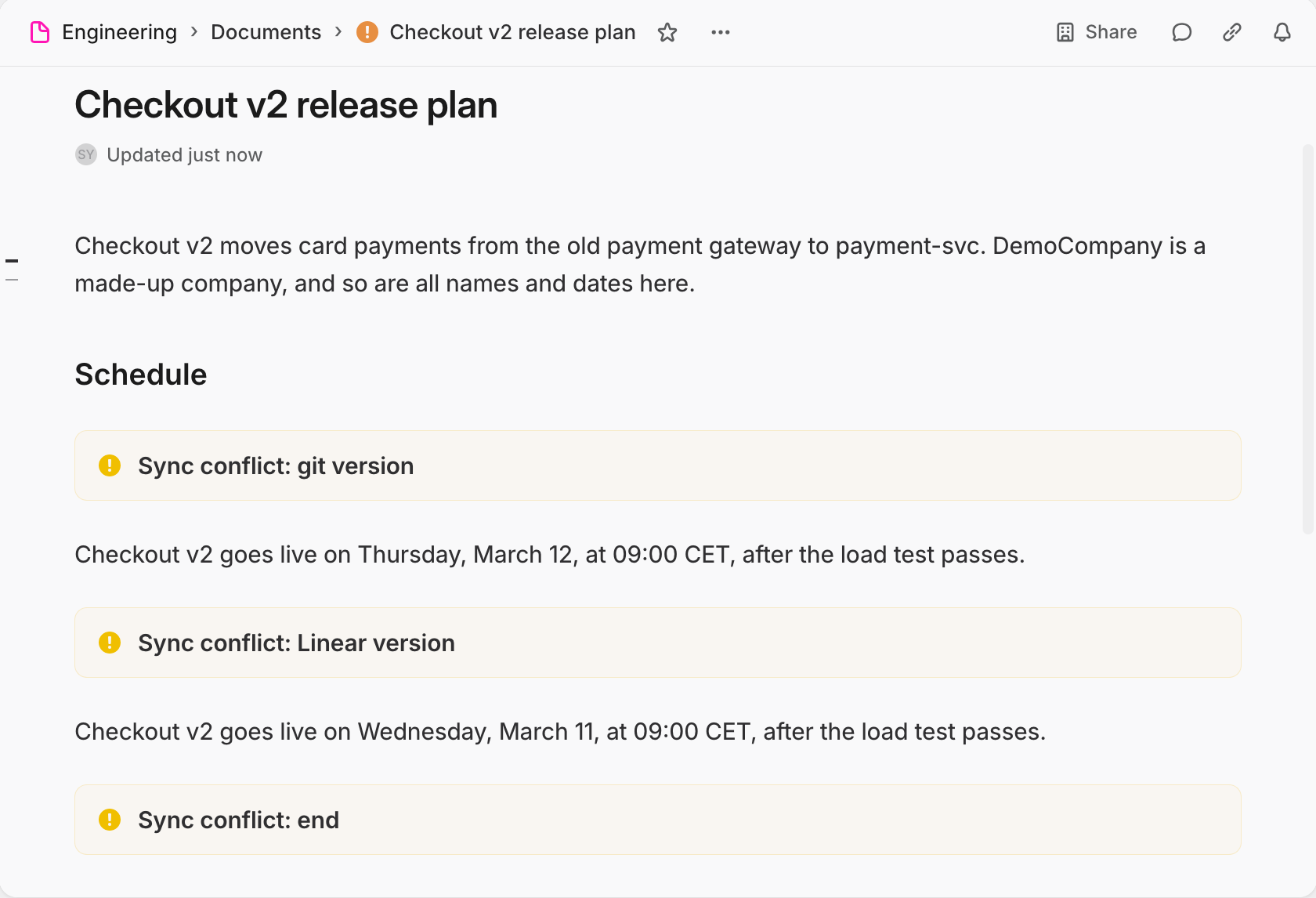 Engineering › Documents › Checkout v2 release plan
Share
Checkout v2 release plan
SY Updated just now
Checkout v2 moves card payments from the old payment gateway to payment-svc. DemoCompany is a
made-up company, and so are all names and dates here.
Schedule
Sync conflict: git version
Checkout v2 goes live on Thursday, March 12, at 09:00 CET, after the load test passes.
Sync conflict: Linear version
Checkout v2 goes live on Wednesday, March 11, at 09:00 CET, after the load test passes.
Sync conflict: end